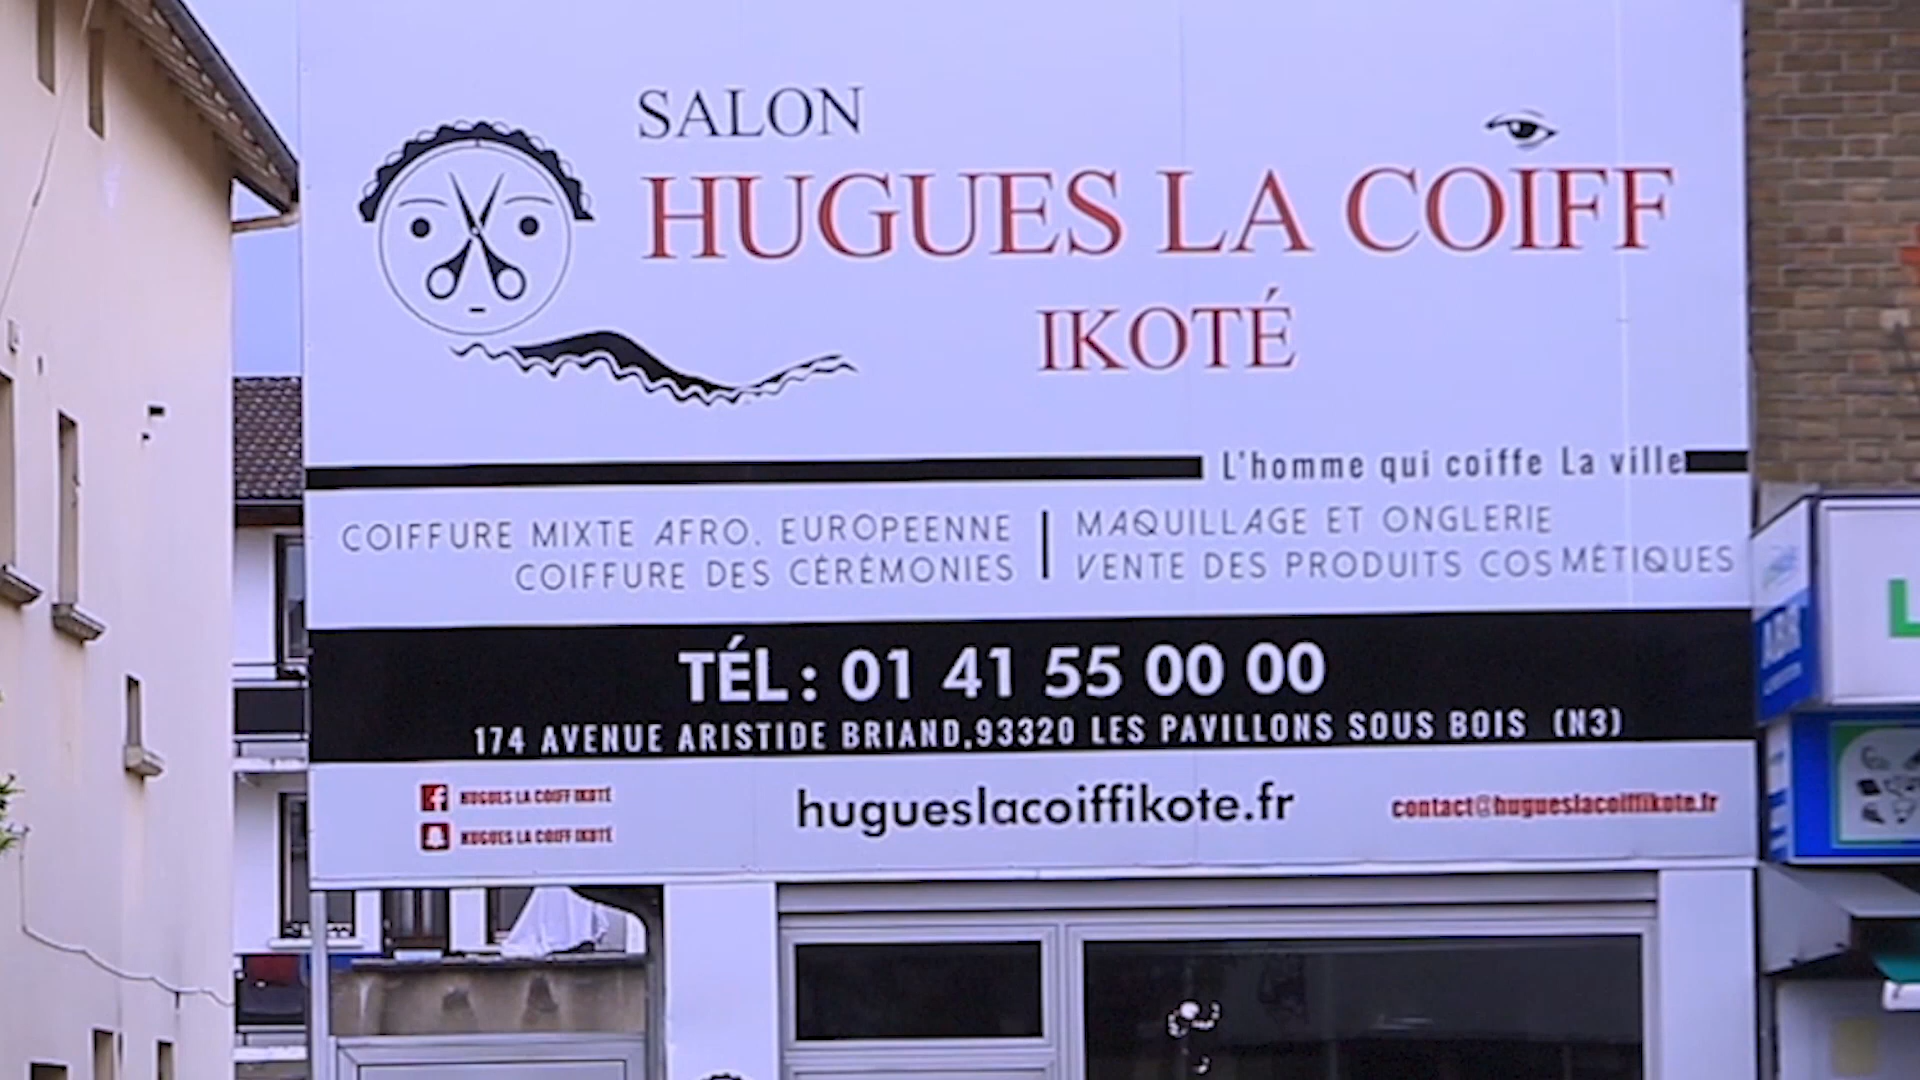 SALON
HUGUES LA COIFF
IKOTÉ
L'homme qui coiffe La ville
COIFFURE MIXTE AFRO. EUROPEENNE
COIFFURE DES CÉRÉMONIES
MAQUILLAGE ET ONGLERIE
VENTE DES PRODUITS COSMÉTIQUES
TÉL : 01 41 55 00 00
174 AVENUE ARISTIDE BRIAND.93320 LES PAVILLONS SOUS BOIS (N3)
HUGUES LA COIFF IKOTÉ
HUGUES LA COIFF IKOTÉ
hugueslacoiffikote.fr
contact@hugueslacoiffikote.fr